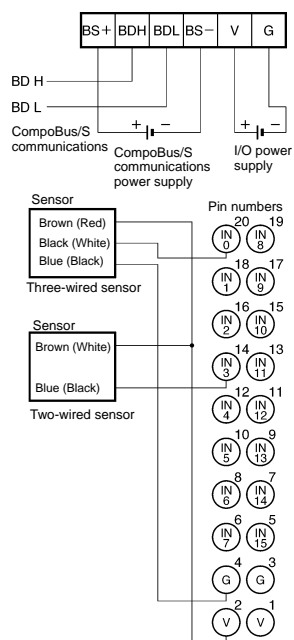 BS+ BDH BDL BS− V G
BD H
BD L
+ − + −
CompoBus/S
communications
CompoBus/S
communications
power supply
I/O power
supply
Sensor
Brown (Red)
Black (White)
Blue (Black)
Three-wired sensor
Sensor
Brown (White)
Blue (Black)
Two-wired sensor
Pin numbers
20 19
IN 0 IN 8
18 17
IN 1 IN 9
16 15
IN 2 IN 10
14 13
IN 3 IN 11
12 11
IN 4 IN 12
10 9
IN 5 IN 13
8 7
IN 6 IN 14
6 5
IN 7 IN 15
4 3
G G
2 1
V V